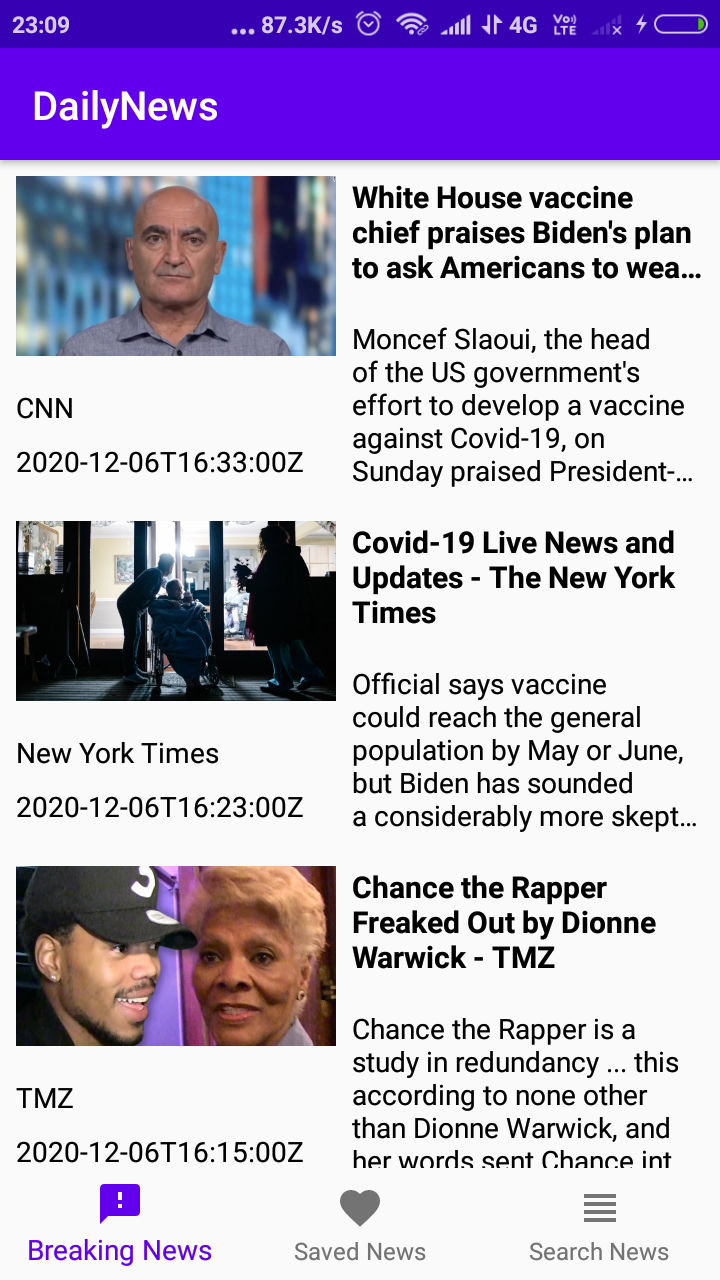 23:09
... 87.3K/s 4G Vo) LTE
DailyNews
White House vaccine
chief praises Biden's plan
to ask Americans to wea…
Moncef Slaoui, the head
of the US government's
effort to develop a vaccine
against Covid-19, on
Sunday praised President-…
CNN
2020-12-06T16:33:00Z
Covid-19 Live News and
Updates - The New York
Times
Official says vaccine
could reach the general
population by May or June,
but Biden has sounded
a considerably more skept…
New York Times
2020-12-06T16:23:00Z
Chance the Rapper
Freaked Out by Dionne
Warwick - TMZ
Chance the Rapper is a
study in redundancy ... this
according to none other
than Dionne Warwick, and
her words sent Chance int
TMZ
2020-12-06T16:15:00Z
Breaking News
Saved News
Search News